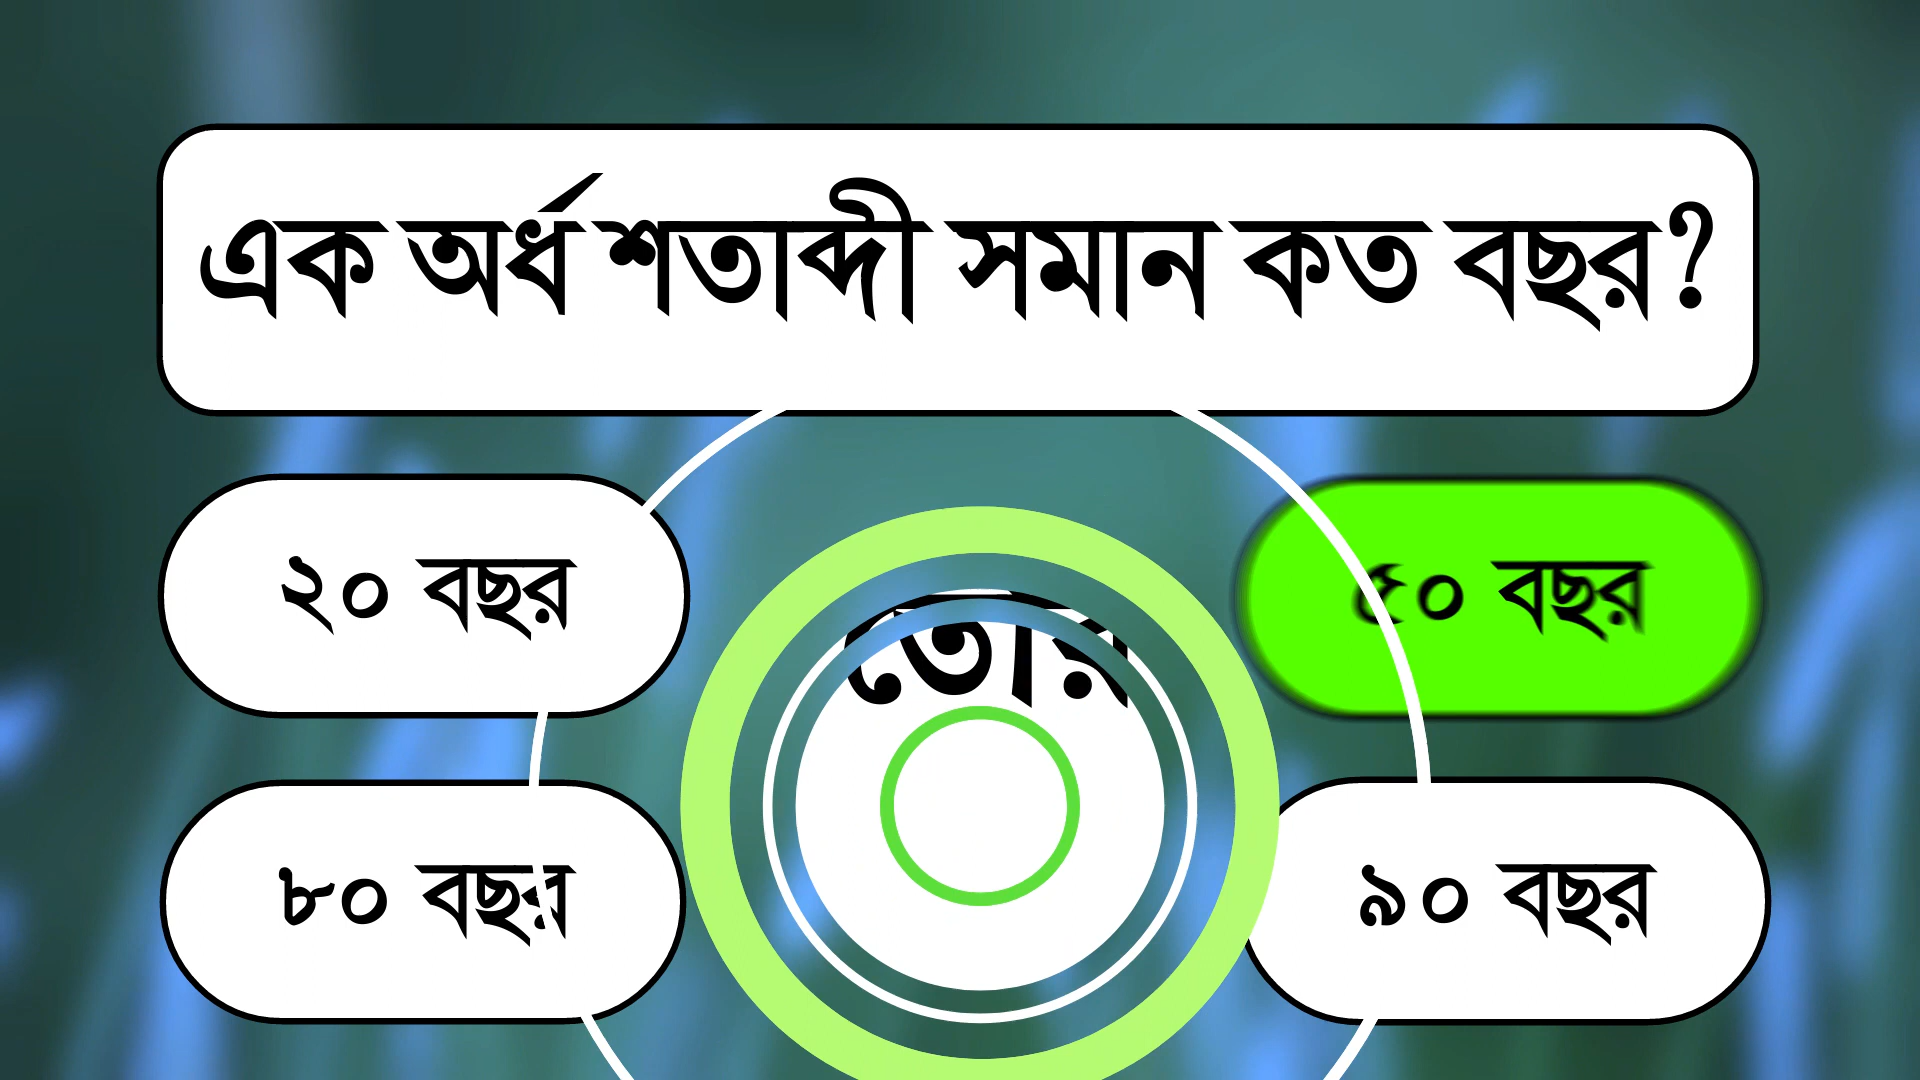 এক অর্ধ শতাব্দী সমান কত বছর?
২০ বছর
৫০ বছর
৮০ বছর
৯০ বছর